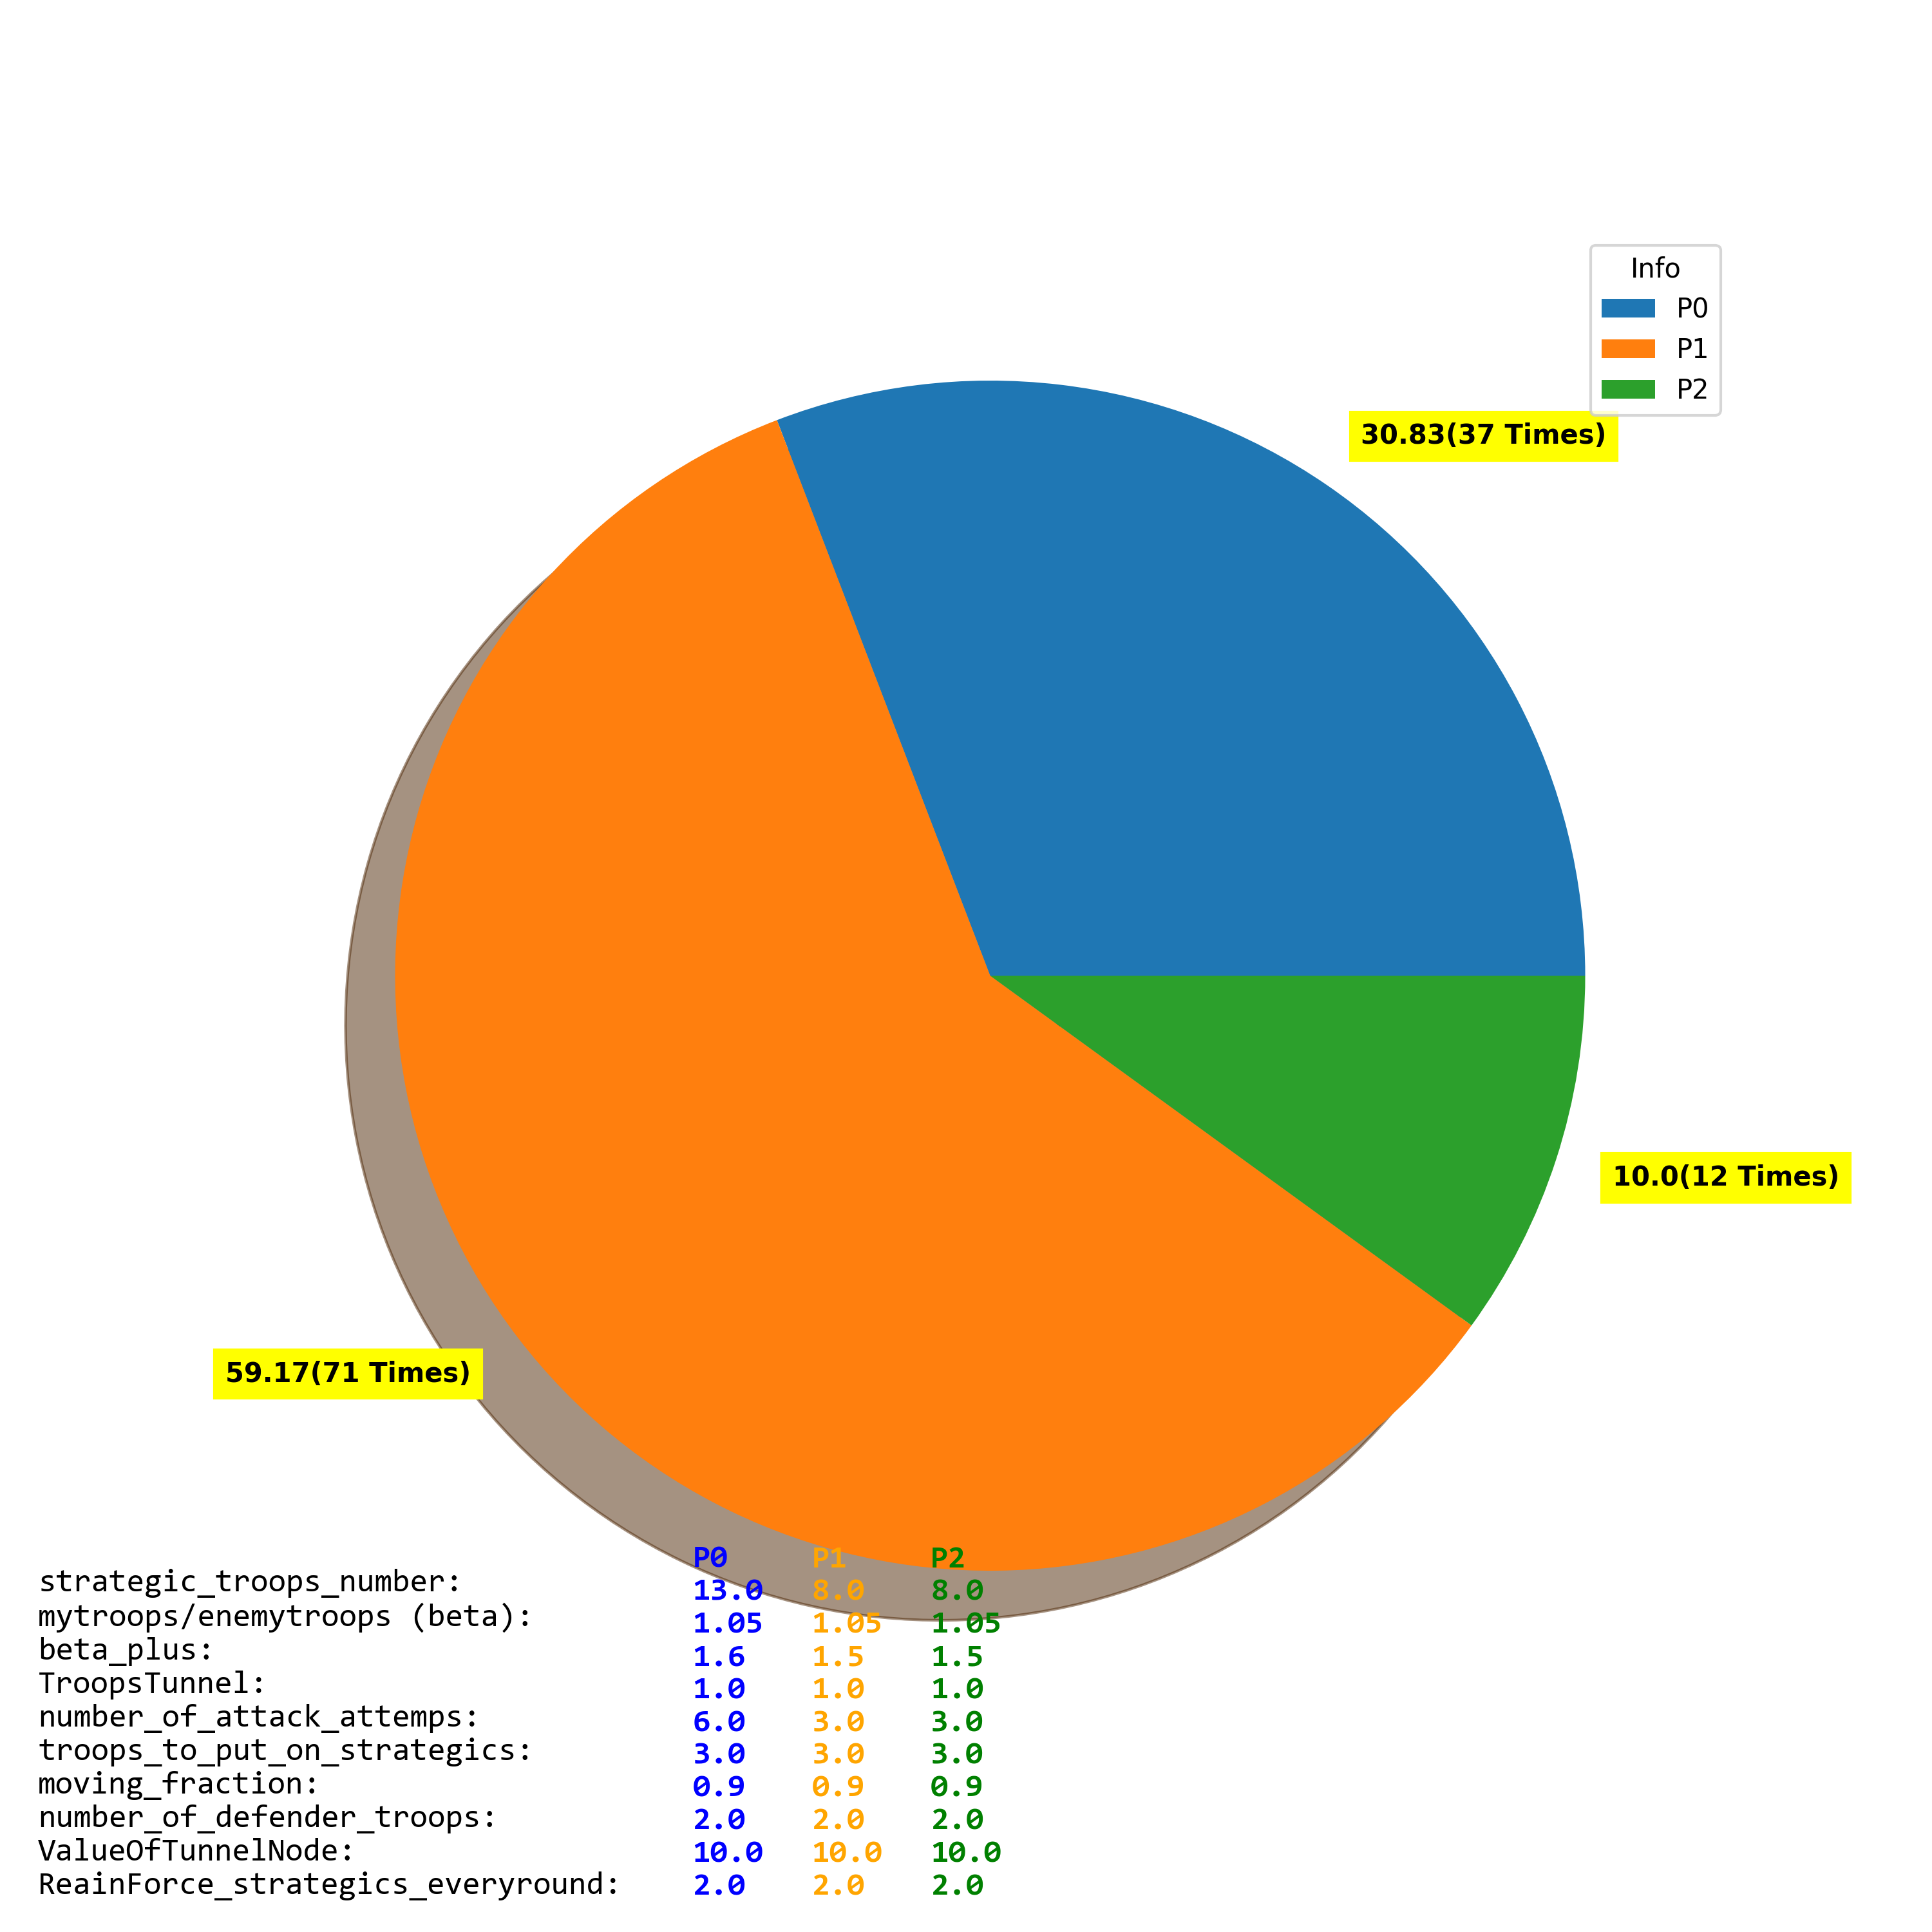 Info
P0
P1
P2
30.83(37 Times)
10.0(12 Times)
59.17(71 Times)
P0 P1 P2
strategic_troops_number: 13.0 8.0 8.0
mytroops/enemytroops (beta): 1.05 1.05 1.05
beta_plus: 1.6 1.5 1.5
TroopsTunnel: 1.0 1.0 1.0
number_of_attack_attemps: 6.0 3.0 3.0
troops_to_put_on_strategics: 3.0 3.0 3.0
moving_fraction: 0.9 0.9 0.9
number_of_defender_troops: 2.0 2.0 2.0
ValueOfTunnelNode: 10.0 10.0 10.0
ReainForce_strategics_everyround: 2.0 2.0 2.0